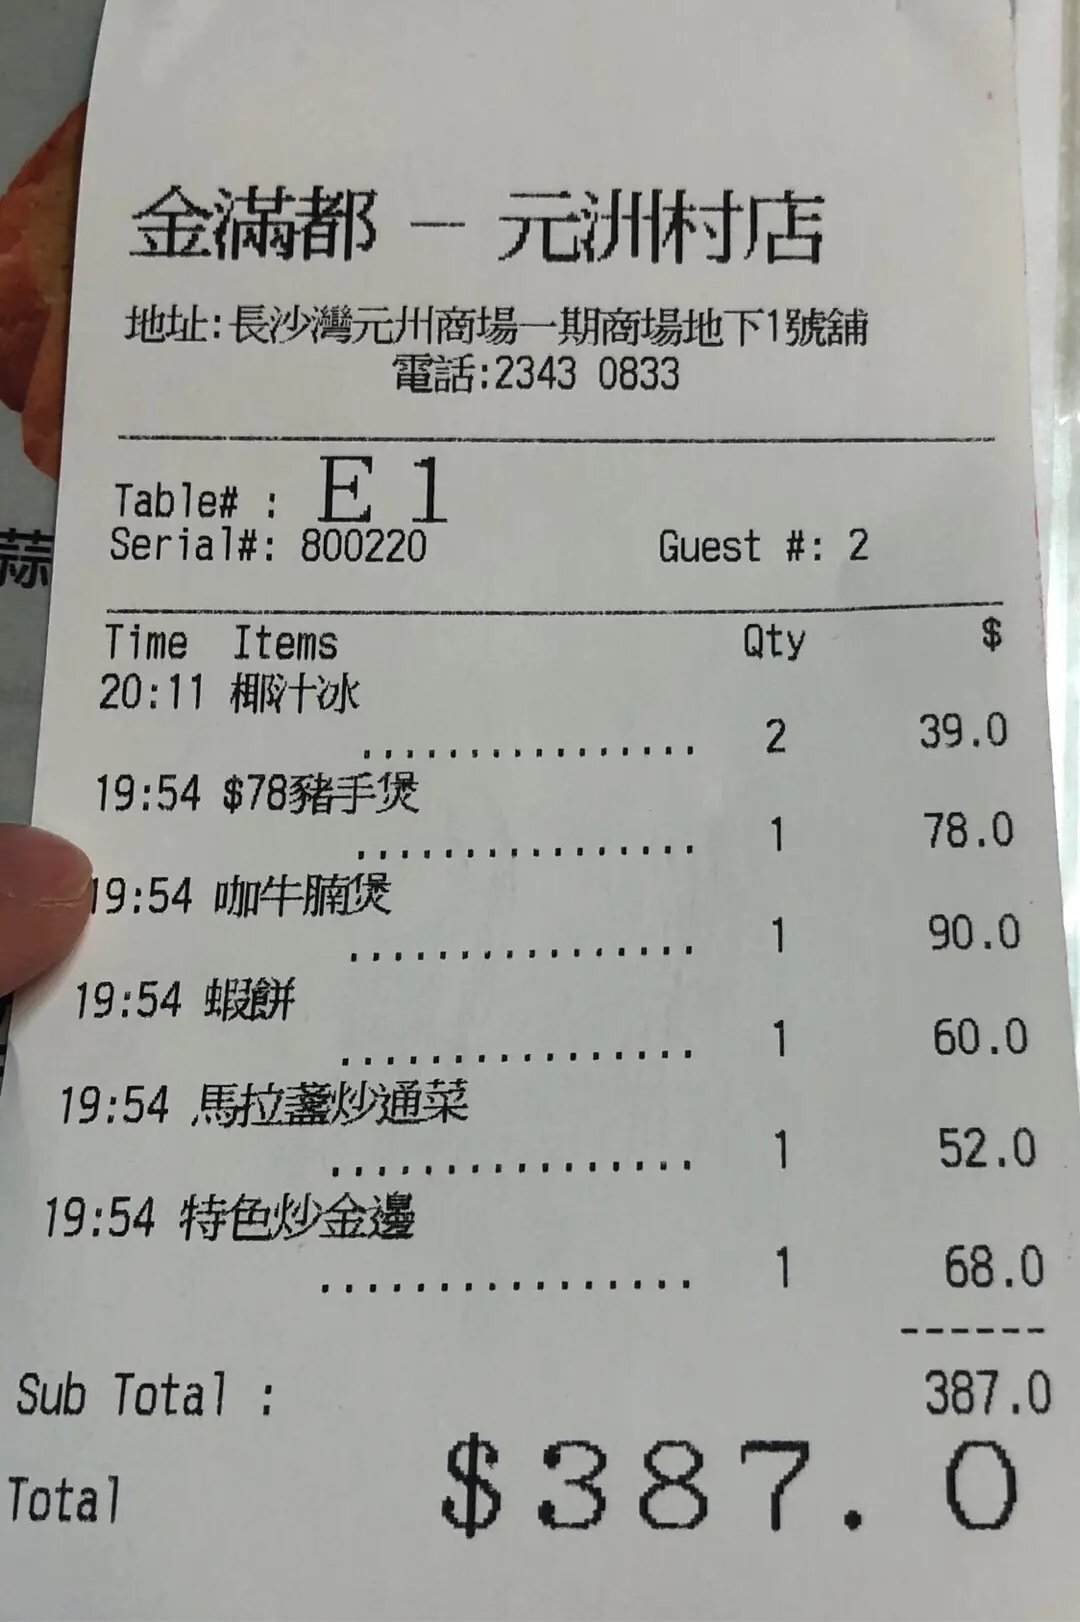 金滿都 － 元洲村店
地址:長沙灣元州商場一期商場地下1號舖
電話:2343 0833
Table# : E1
Serial#: 800220 Guest #: 2
Time Items Qty $
20:11 椰汁冰
................ 2 39.0
19:54 $78豬手煲
................ 1 78.0
19:54 咖牛腩煲
................ 1 90.0
19:54 蝦餅
................ 1 60.0
19:54 馬拉盞炒通菜
................ 1 52.0
19:54 特色炒金邊
................ 1 68.0
------
Sub Total : 387.0
Total $387.0
蒜